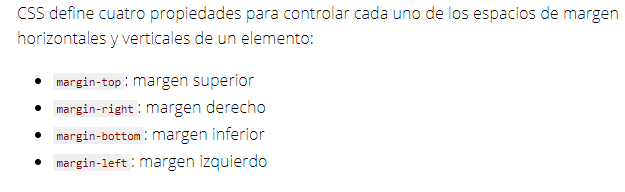 CSS define cuatro propiedades para controlar cada uno de los espacios de margen
horizontales y verticales de un elemento:
• margin-top: margen superior
• margin-right: margen derecho
• margin-bottom: margen inferior
• margin-left: margen izquierdo